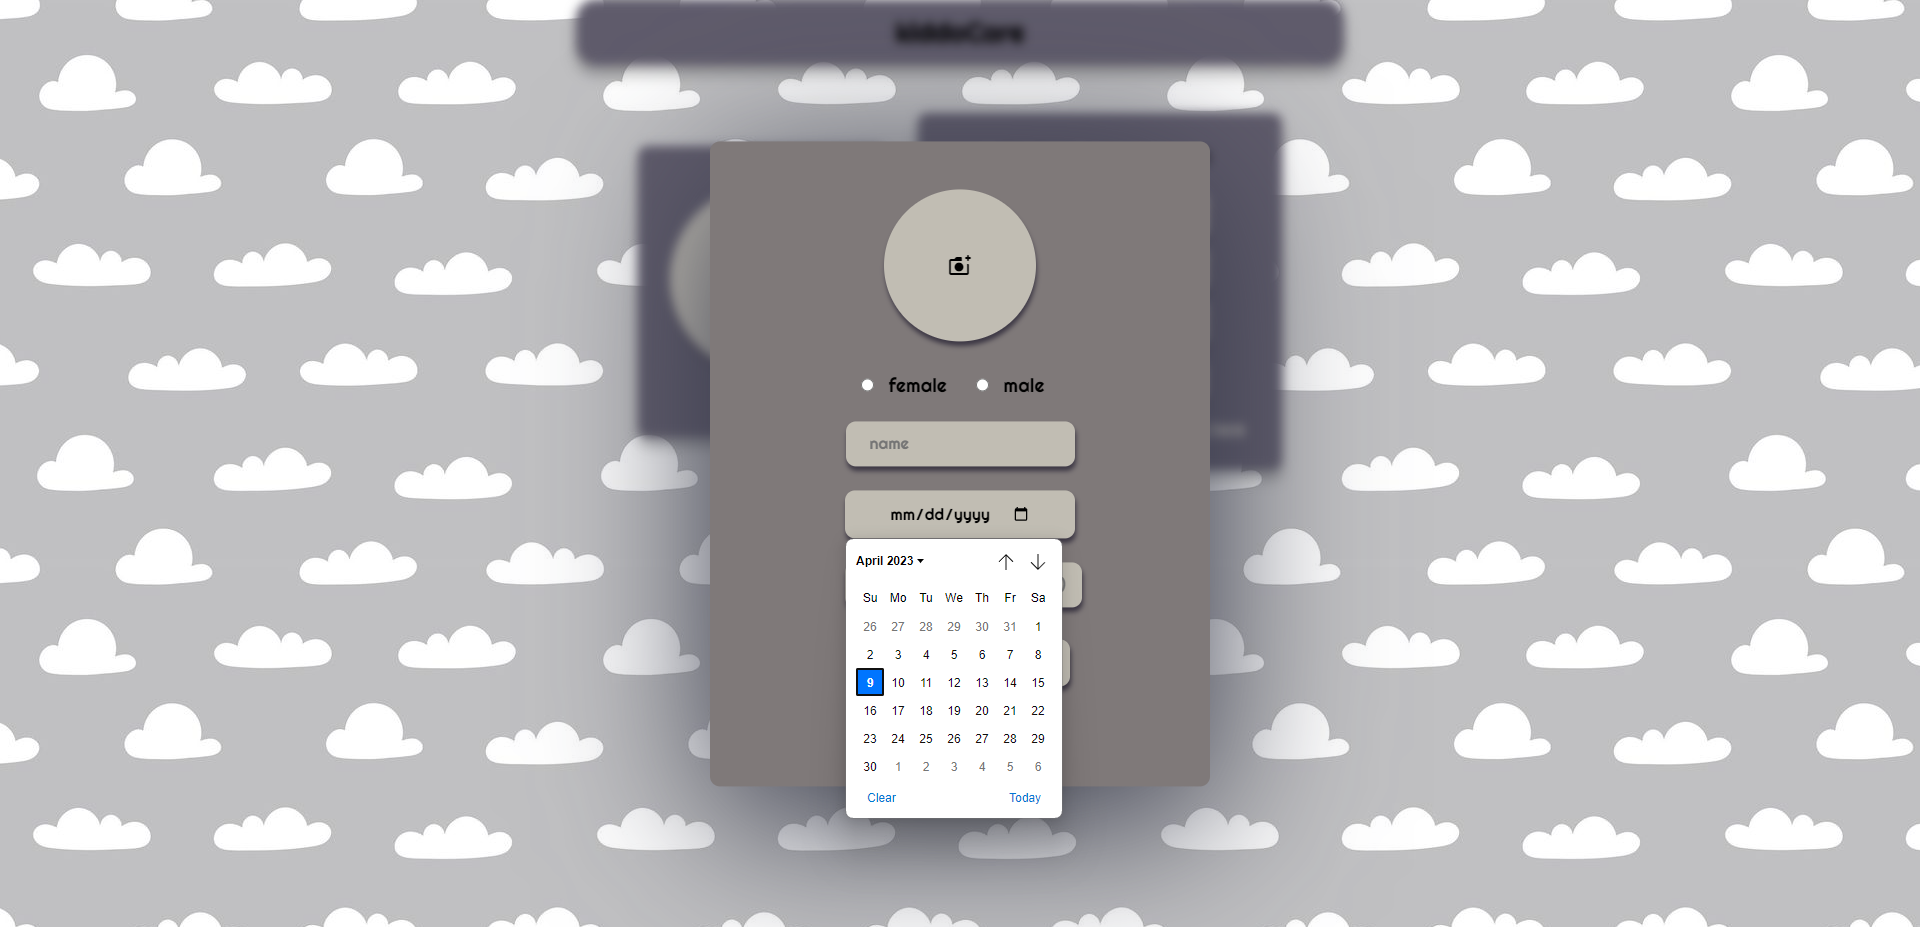 kiddoCare
female male
name
mm/dd/yyyy
April 2023
Su Mo Tu We Th Fr Sa
26 27 28 29 30 31 1
2 3 4 5 6 7 8
9 10 11 12 13 14 15
16 17 18 19 20 21 22
23 24 25 26 27 28 29
30 1 2 3 4 5 6
Clear Today